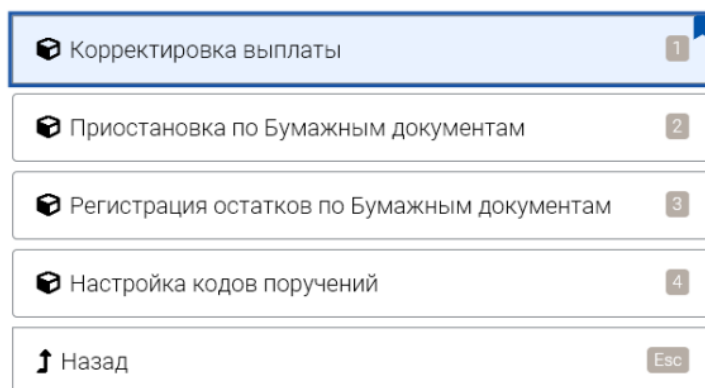 Корректировка выплаты 1
Приостановка по Бумажным документам 2
Регистрация остатков по Бумажным документам 3
Настройка кодов поручений 4
Назад Esc